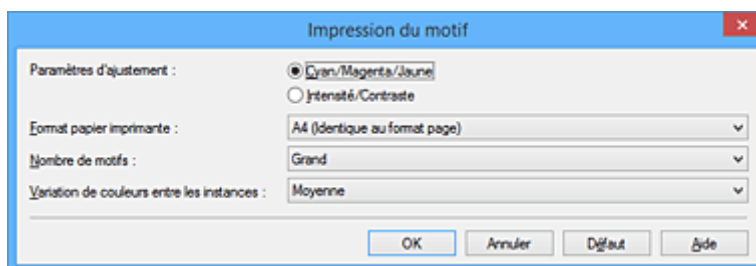 Impression du motif
Paramètres d'ajustement :
Cyan/Magenta/Jaune
Intensité/Contraste
Format papier imprimante :
A4 (Identique au format page)
Nombre de motifs :
Grand
Variation de couleurs entre les instances :
Moyenne
OK Annuler Défaut Aide